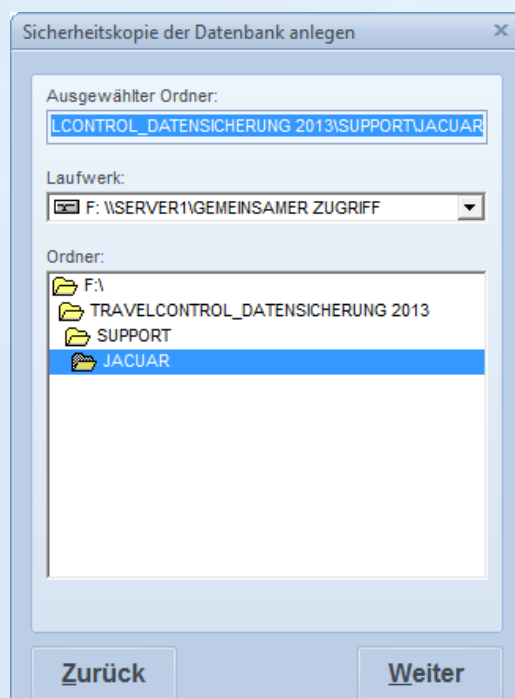 Sicherheitskopie der Datenbank anlegen
Ausgewählter Ordner:
LCONTROL_DATENSICHERUNG 2013\SUPPORT\JACUAR
Laufwerk:
F: \\SERVER1\GEMEINSAMER ZUGRIFF
Ordner:
F:\
TRAVELCONTROL_DATENSICHERUNG 2013
SUPPORT
JACUAR
Zurück
Weiter